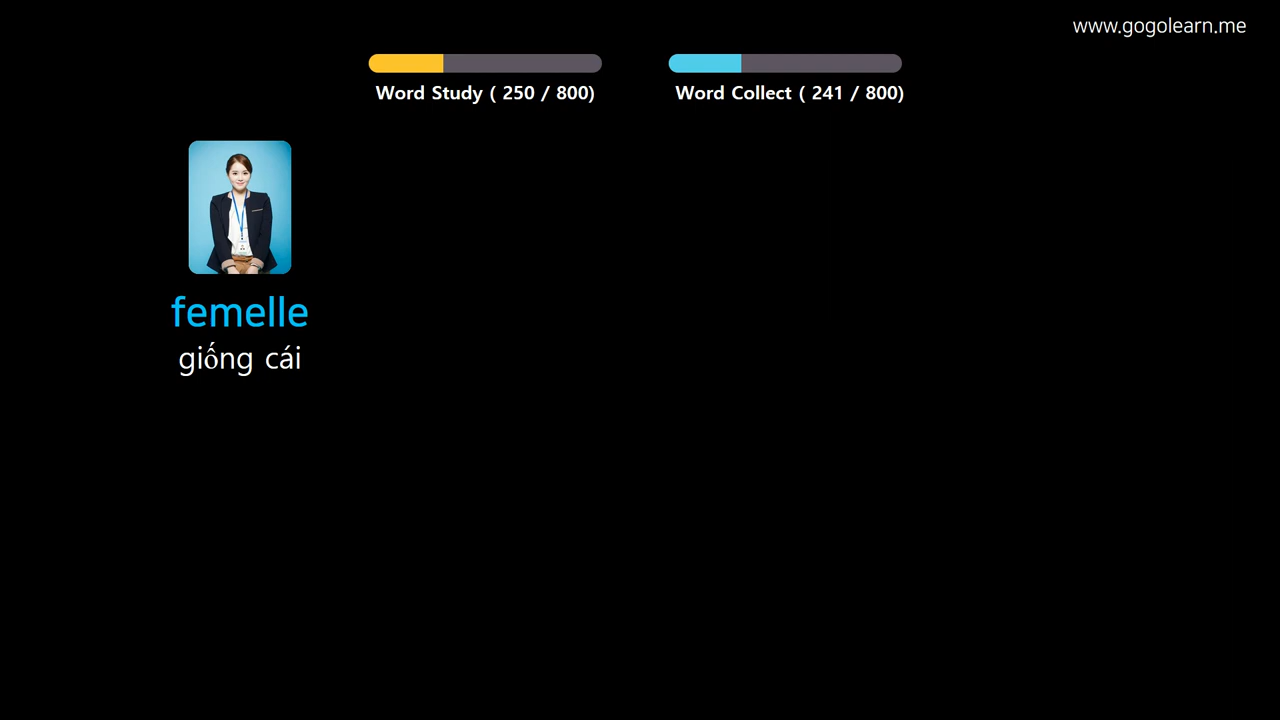 www.gogolearn.me
Word Study ( 250 / 800)
Word Collect ( 241 / 800)
femelle
giống cái